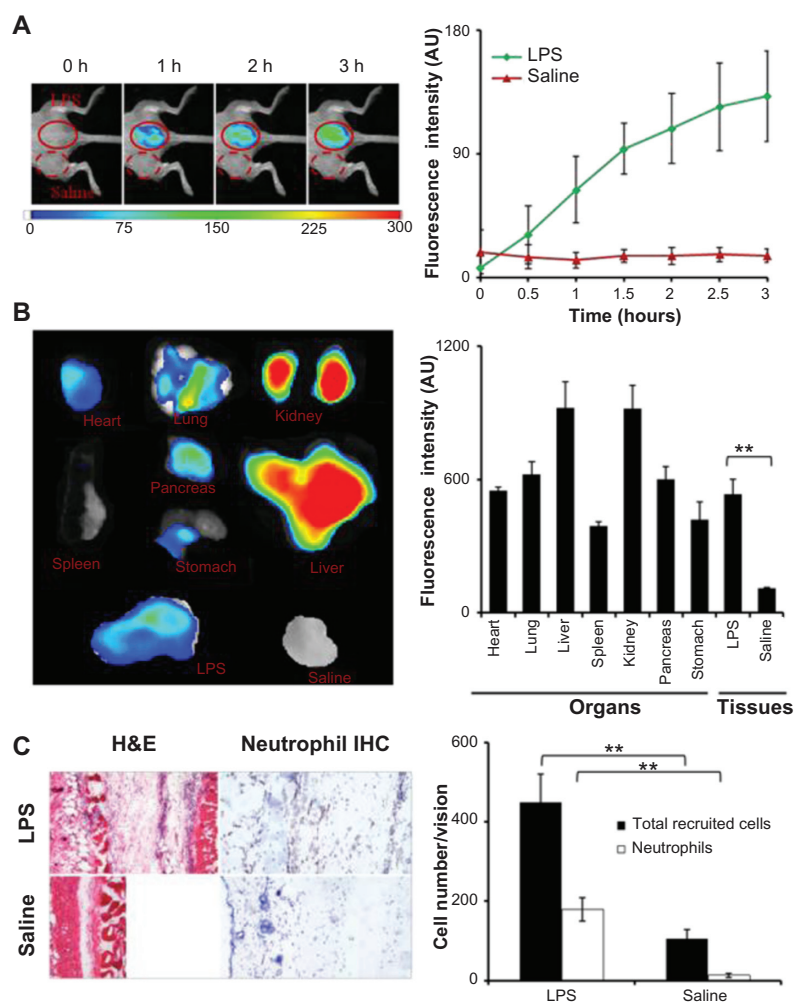 A
0 h 1 h 2 h 3 h
LPS
Saline
0 75 150 225 300
Fluorescence intensity (AU)
180
90
0
LPS
Saline
0 0.5 1 1.5 2 2.5 3
Time (hours)
B
Heart Lung Kidney
Pancreas
Spleen Stomach Liver
LPS Saline
Fluorescence intensity (AU)
1200
600
0
**
Heart Lung Liver Spleen Kidney Pancreas Stomach LPS Saline
Organs Tissues
C
H&E Neutrophil IHC
LPS
Saline
Cell number/vision
600
400
200
0
**
**
Total recruited cells
Neutrophils
LPS Saline